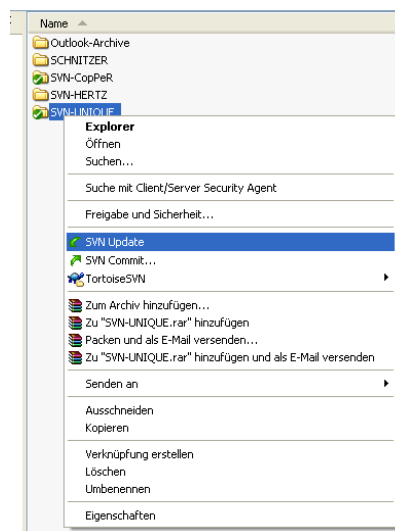 Name
Outlook-Archive
SCHNITZER
SVN-CopPeR
SVN-HERTZ
SVN-UNIQUE
Explorer
Öffnen
Suchen...
Suche mit Client/Server Security Agent
Freigabe und Sicherheit...
SVN Update
SVN Commit...
TortoiseSVN
Zum Archiv hinzufügen...
Zu "SVN-UNIQUE.rar" hinzufügen
Packen und als E-Mail versenden...
Zu "SVN-UNIQUE.rar" hinzufügen und als E-Mail versenden
Senden an
Ausschneiden
Kopieren
Verknüpfung erstellen
Löschen
Umbenennen
Eigenschaften